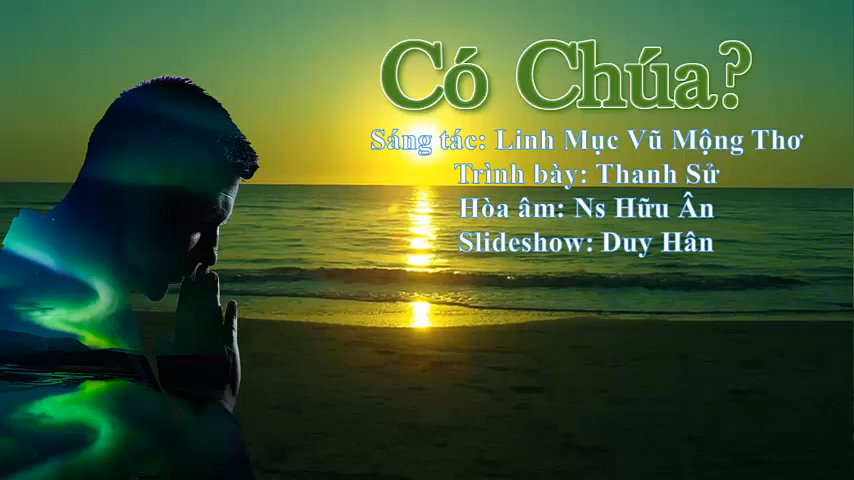 Có Chúa?
Sáng tác: Linh Mục Vũ Mộng Thơ
Trình bày: Thanh Sử
Hòa âm: Ns Hữu Ân
Slideshow: Duy Hân